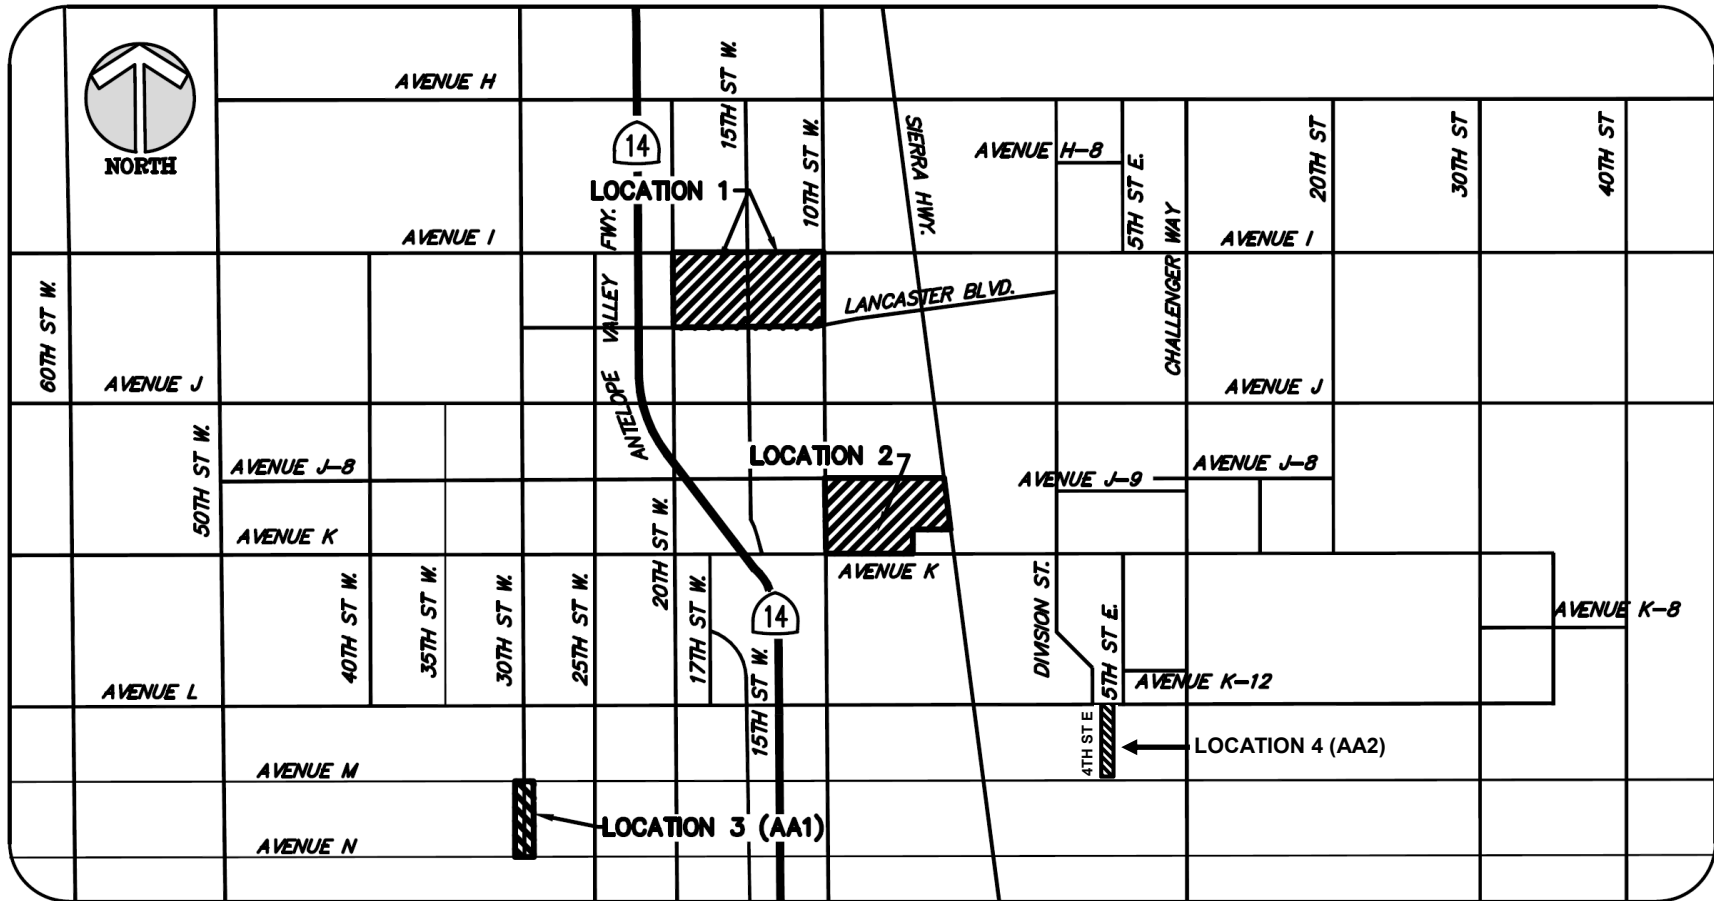 AVENUE H
15TH ST W.
14
NORTH
10TH ST W.
SIERRA HWY.
AVENUE H-8
5TH ST E.
20TH ST
30TH ST
40TH ST
LOCATION 1
AVENUE I
CHALLENGER WAY
AVENUE I
ANTELOPE VALLEY FWY.
LANCASTER BLVD.
60TH ST W.
AVENUE J
AVENUE J
50TH ST W.
AVENUE J-8
LOCATION 2
AVENUE J-9
AVENUE J-8
AVENUE K
20TH ST W.
AVENUE K
40TH ST W.
35TH ST W.
30TH ST W.
25TH ST W.
17TH ST W.
14
DIVISION ST.
5TH ST E.
AVENUE K-8
AVENUE L
15TH ST W.
AVENUE K-12
4TH ST E
LOCATION 4 (AA2)
AVENUE M
LOCATION 3 (AA1)
AVENUE N